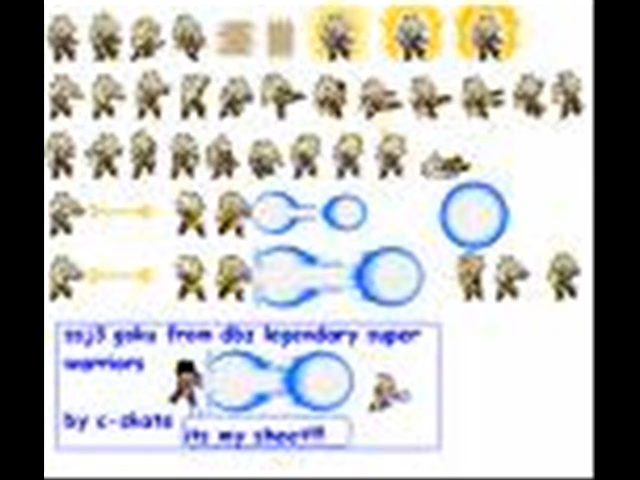 ssj3 goku from dbz legendary super
warriors
by c-skate
its my sheet!!!